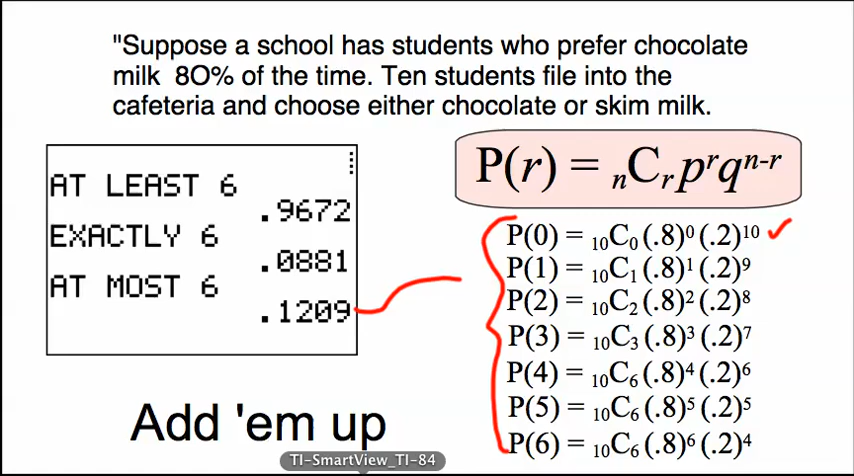 "Suppose a school has students who prefer chocolate
milk 80% of the time. Ten students file into the
cafeteria and choose either chocolate or skim milk.
AT LEAST 6
.9672
EXACTLY 6
.0881
AT MOST 6
.1209
P(r) = ₙCᵣ pʳqⁿ⁻ʳ
P(0) = ₁₀C₀ (.8)⁰ (.2)¹⁰
P(1) = ₁₀C₁ (.8)¹ (.2)⁹
P(2) = ₁₀C₂ (.8)² (.2)⁸
P(3) = ₁₀C₃ (.8)³ (.2)⁷
P(4) = ₁₀C₆ (.8)⁴ (.2)⁶
P(5) = ₁₀C₆ (.8)⁵ (.2)⁵
P(6) = ₁₀C₆ (.8)⁶ (.2)⁴
Add 'em up
TI-SmartView_TI-84